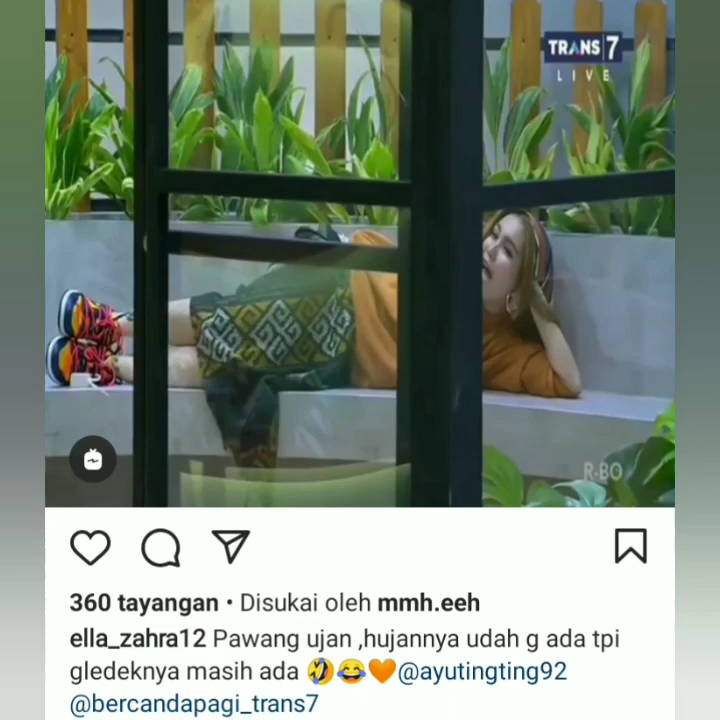 TRANS|7
LIVE
R-BO
360 tayangan • Disukai oleh mmh.eeh
ella_zahra12 Pawang ujan ,hujannya udah g ada tpi
gledeknya masih ada 🤣😂🧡@ayutingting92
@bercandapagi_trans7